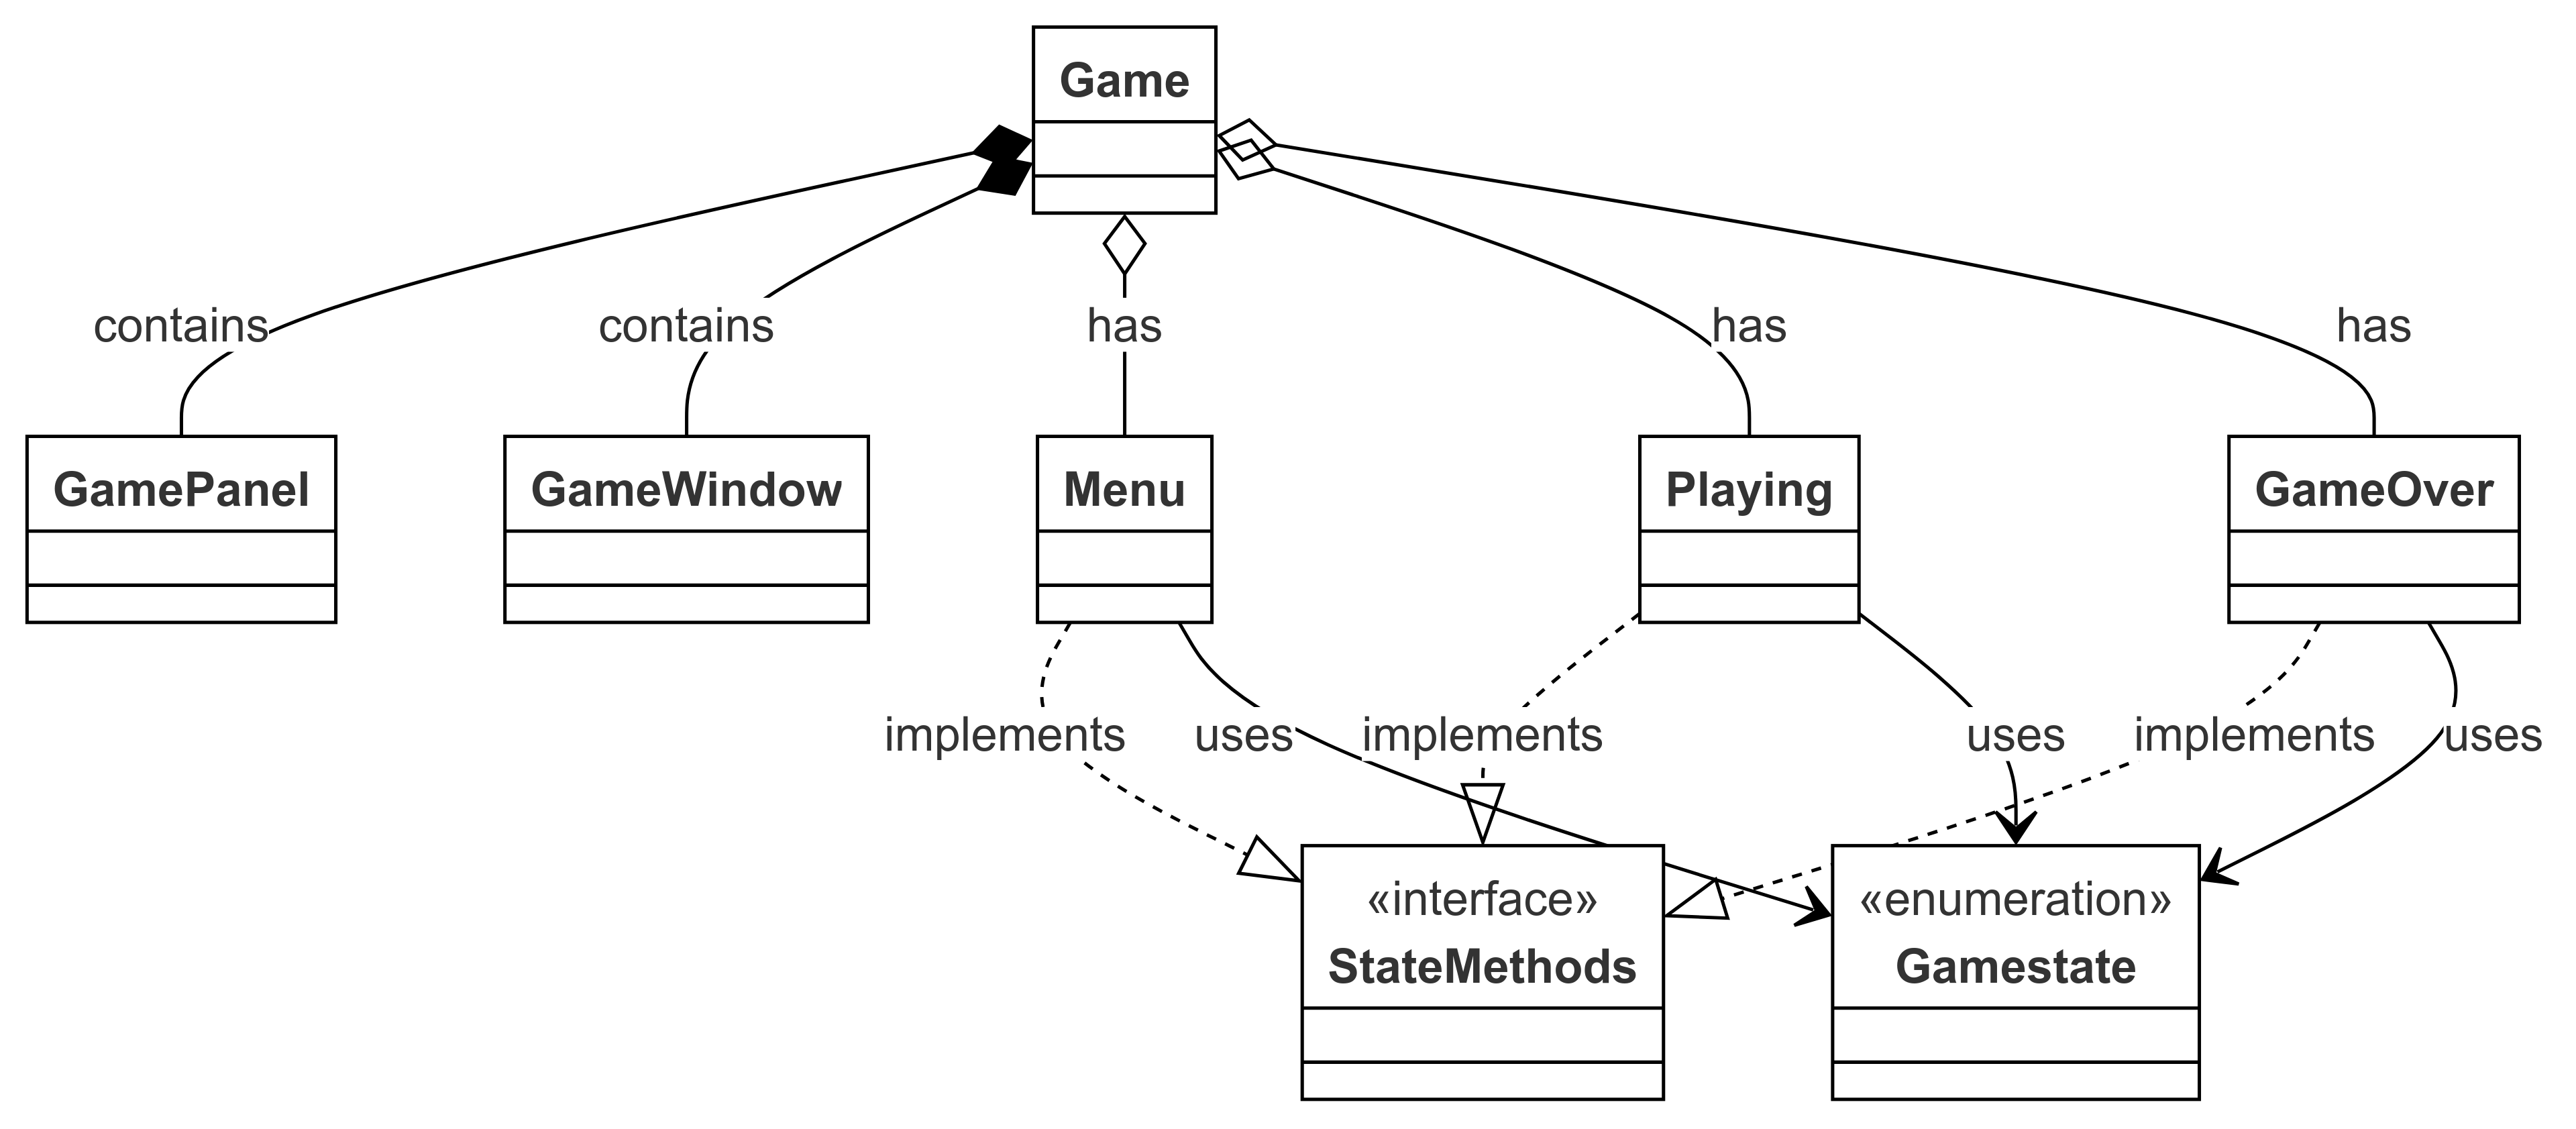 Game
contains
contains
has
has
has
GamePanel
GameWindow
Menu
Playing
GameOver
implements
uses
implements
uses
implements
uses
«interface»
StateMethods
«enumeration»
Gamestate